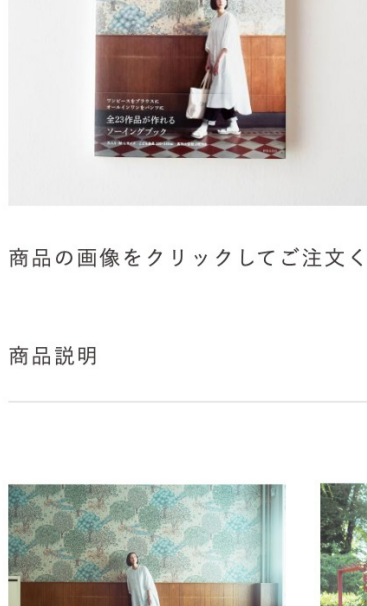 ワンピースをブラウスに
オールインワンをパンツに
全23作品が作れる
ソーイングブック
商品の画像をクリックしてご注文く
商品説明